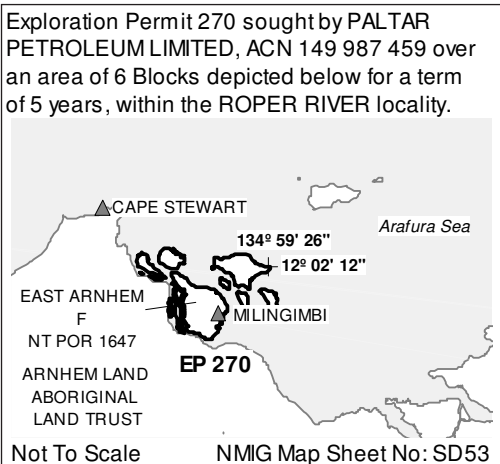 Exploration Permit 270 sought by PALTAR
PETROLEUM LIMITED, ACN 149 987 459 over
an area of 6 Blocks depicted below for a term
of 5 years, within the ROPER RIVER locality.
CAPE STEWART
Arafura Sea
134º 59' 26"
12º 02' 12"
EAST ARNHEM
F
NT POR 1647
MILINGIMBI
EP 270
ARNHEM LAND
ABORIGINAL
LAND TRUST
Not To Scale NMIG Map Sheet No: SD53